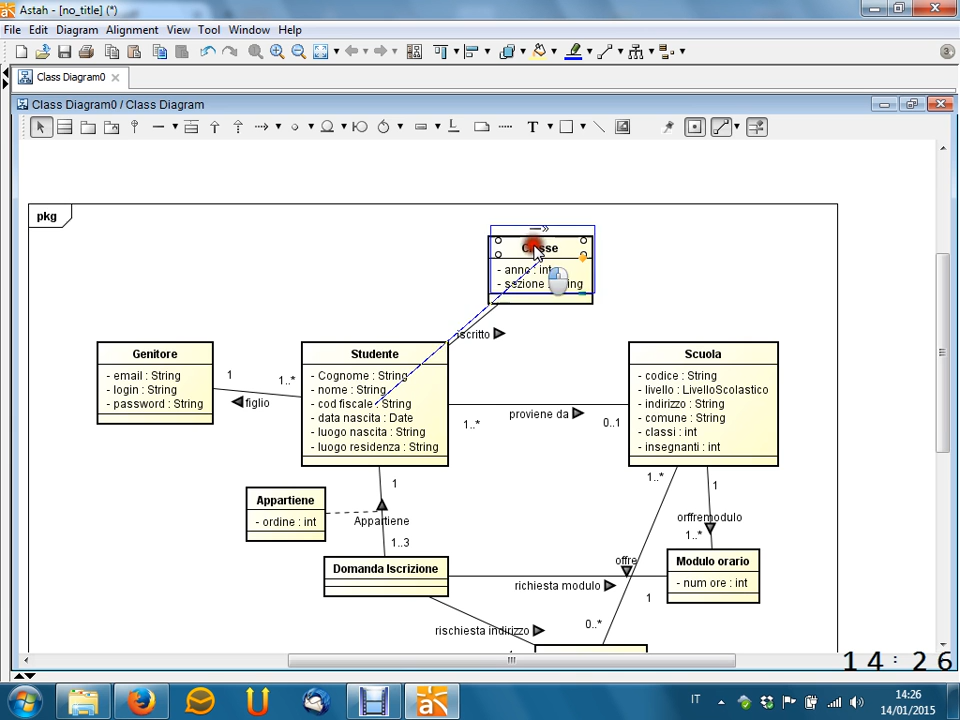 Astah - [no_title] (*)
File Edit Diagram Alignment View Tool Window Help
3
Class Diagram0
Class Diagram0 / Class Diagram
T
pkg
- anno : int
Genitore
- email : String
- login : String
- password : String
1
1..*
figlio
Studente
- Cognome : String
- nome : String
- cod fiscale : String
- data nascita : Date
- luogo nascita : String
- luogo residenza : String
1..*
proviene da
0..1
Scuola
- codice : String
- livello : LivelloScolastico
- indirizzo : String
- comune : String
- classi : int
- insegnanti : int
1
Appartiene
- ordine : int
Appartiene
1..3
1..*
1
orffremodulo
1..*
Domanda Iscrizione
richiesta modulo
offre
Modulo orario
- num ore : int
1
rischiesta indirizzo
0..*
14:26
IT
14:26
14/01/2015